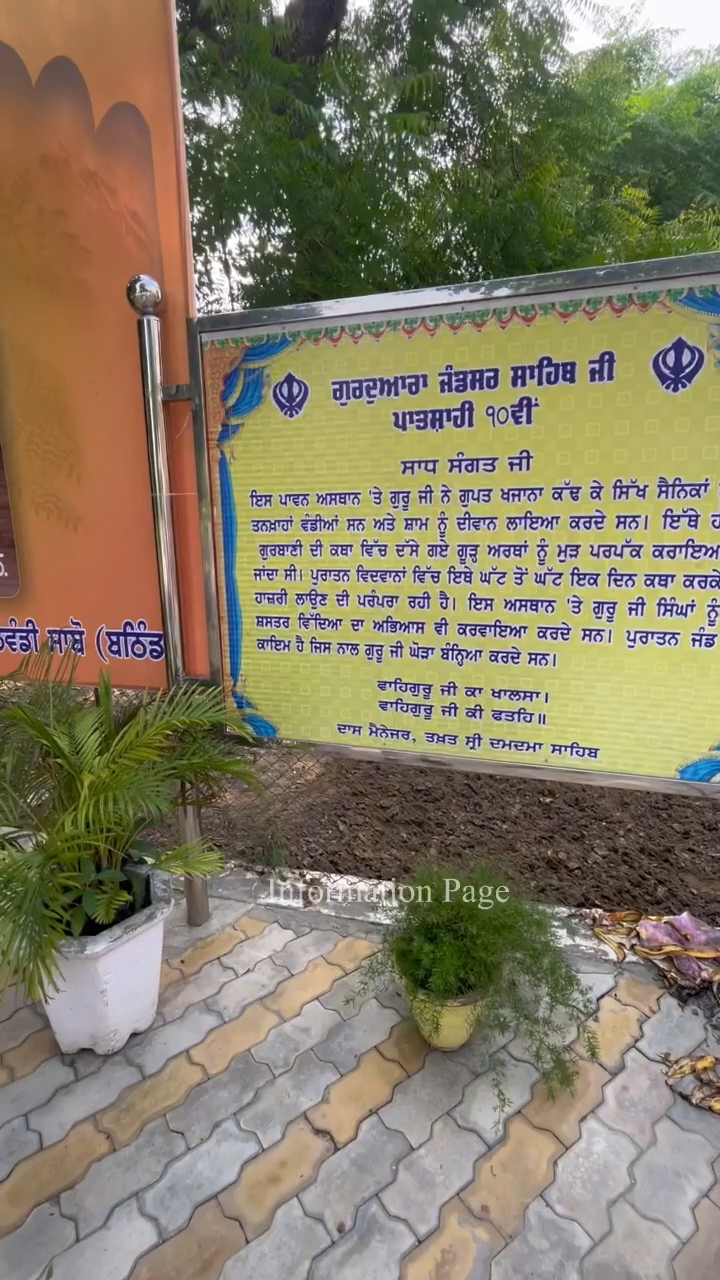 ਗੁਰਦੁਆਰਾ ਜੰਡਸਰ ਸਾਹਿਬ ਜੀ
ਪਾਤਸ਼ਾਹੀ ੧੦ਵੀਂ
ਸਾਧ ਸੰਗਤ ਜੀ
ਇਸ ਪਾਵਨ ਅਸਥਾਨ 'ਤੇ ਗੁਰੂ ਜੀ ਨੇ ਗੁਪਤ ਖਜਾਨਾ ਕੱਢ ਕੇ ਸਿੱਖ ਸੈਨਿਕਾਂ
ਤਨਖ਼ਾਹਾਂ ਵੰਡੀਆਂ ਸਨ ਅਤੇ ਸ਼ਾਮ ਨੂੰ ਦੀਵਾਨ ਲਾਇਆ ਕਰਦੇ ਸਨ। ਇੱਥੇ
ਗੁਰਬਾਣੀ ਦੀ ਕਥਾ ਵਿੱਚ ਦੱਸੇ ਗਏ ਗੂੜ੍ਹ ਅਰਥਾਂ ਨੂੰ ਮੁੜ ਪਰਪੱਕ ਕਰਾਇਆ
ਜਾਂਦਾ ਸੀ। ਪੁਰਾਤਨ ਵਿਦਵਾਨਾਂ ਵਿੱਚ ਇਥੇ ਘੱਟ ਤੋਂ ਘੱਟ ਇਕ ਦਿਨ ਕਥਾ ਕਰਕੇ
ਹਾਜ਼ਰੀ ਲਾਉਣ ਦੀ ਪਰੰਪਰਾ ਰਹੀ ਹੈ। ਇਸ ਅਸਥਾਨ 'ਤੇ ਗੁਰੂ ਜੀ ਸਿੰਘਾਂ ਨੂੰ
ਸ਼ਸਤਰ ਵਿੱਦਿਆ ਦਾ ਅਭਿਆਸ ਵੀ ਕਰਵਾਇਆ ਕਰਦੇ ਸਨ। ਪੁਰਾਤਨ ਜੰਡ
ਕਾਇਮ ਹੈ ਜਿਸ ਨਾਲ ਗੁਰੂ ਜੀ ਘੋੜਾ ਬੰਨ੍ਹਿਆ ਕਰਦੇ ਸਨ।
ਵਾਹਿਗੁਰੂ ਜੀ ਕਾ ਖਾਲਸਾ।
ਵਾਹਿਗੁਰੂ ਜੀ ਕੀ ਫਤਹਿ॥
ਦਾਸ ਮੈਨੇਜਰ, ਤਖ਼ਤ ਸ੍ਰੀ ਦਮਦਮਾ ਸਾਹਿਬ
ਵੰਡੀ ਸਾਬੋ (ਬਠਿੰਡ
Information Page